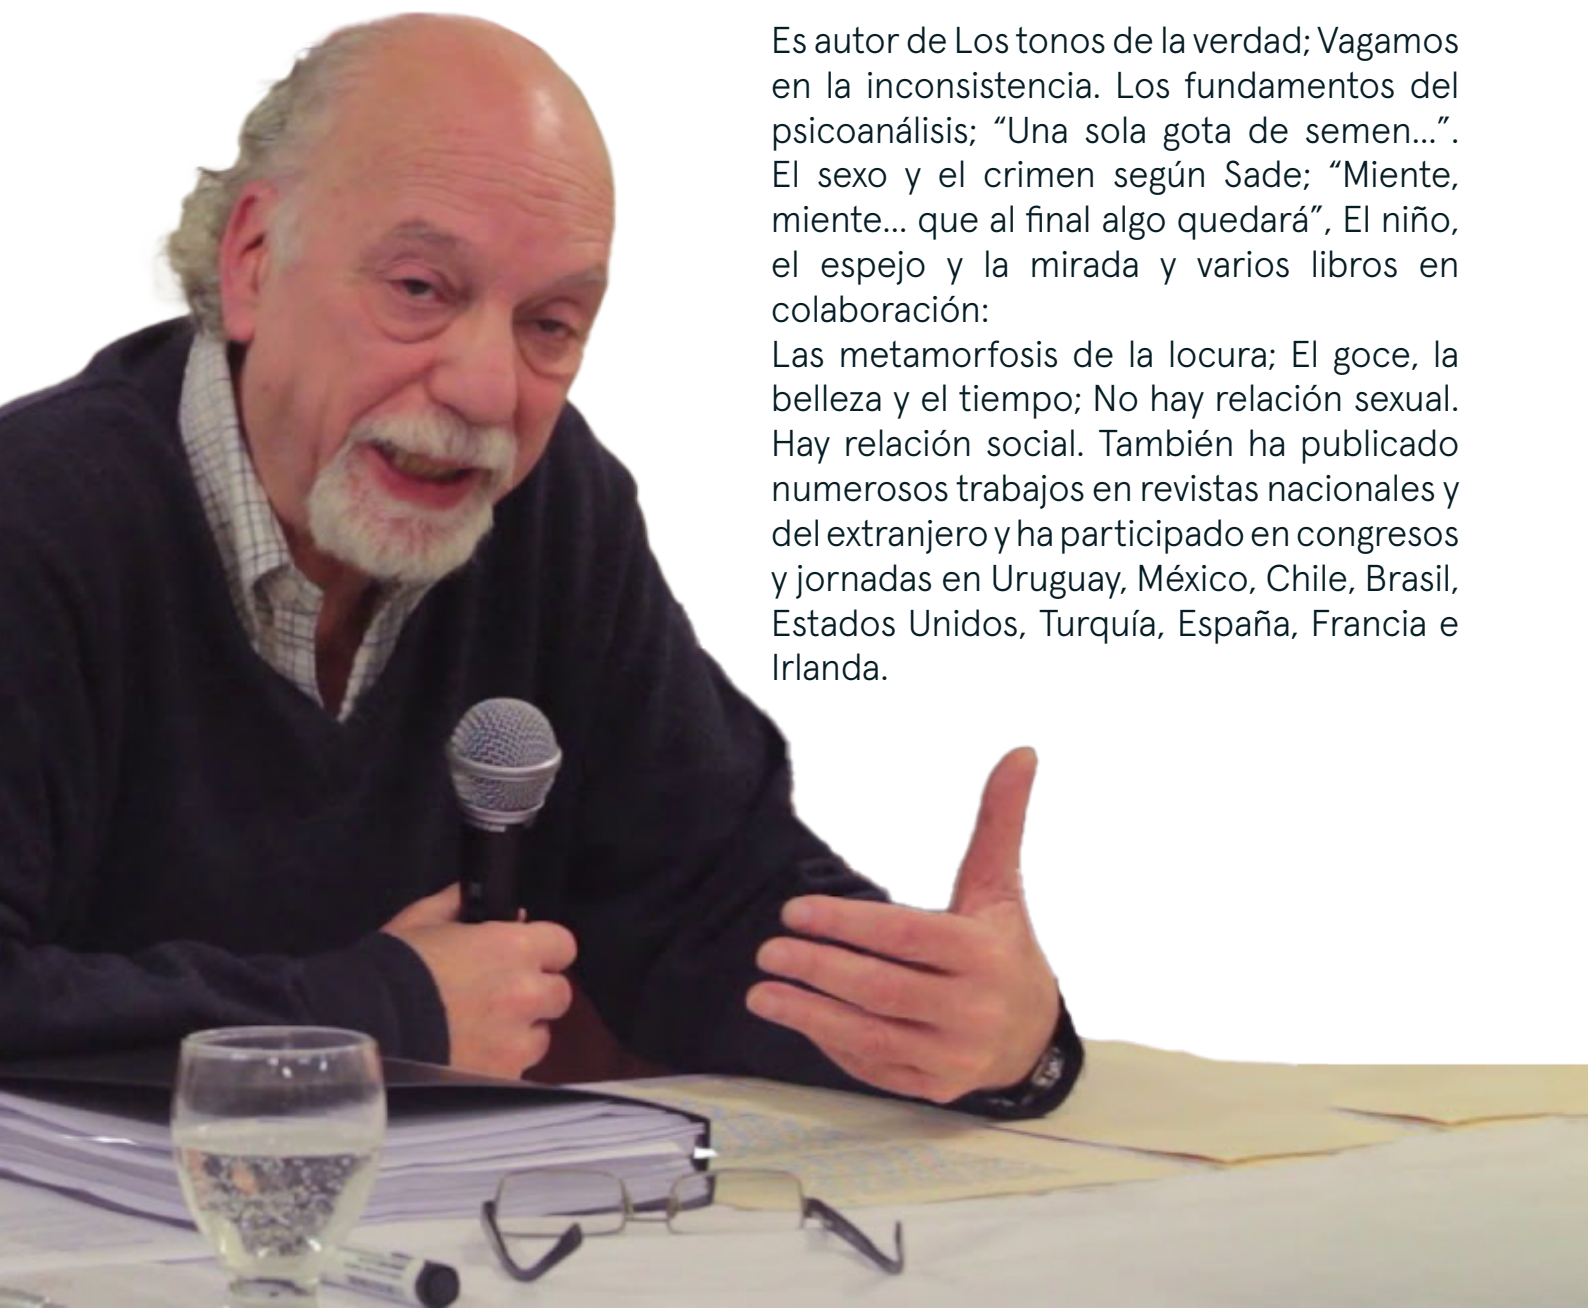 Es autor de Los tonos de la verdad; Vagamos
en la inconsistencia. Los fundamentos del
psicoanálisis; “Una sola gota de semen...”.
El sexo y el crimen según Sade; “Miente,
miente... que al final algo quedará”, El niño,
el espejo y la mirada y varios libros en
colaboración:
Las metamorfosis de la locura; El goce, la
belleza y el tiempo; No hay relación sexual.
Hay relación social. También ha publicado
numerosos trabajos en revistas nacionales y
del extranjero y ha participado en congresos
y jornadas en Uruguay, México, Chile, Brasil,
Estados Unidos, Turquía, España, Francia e
Irlanda.